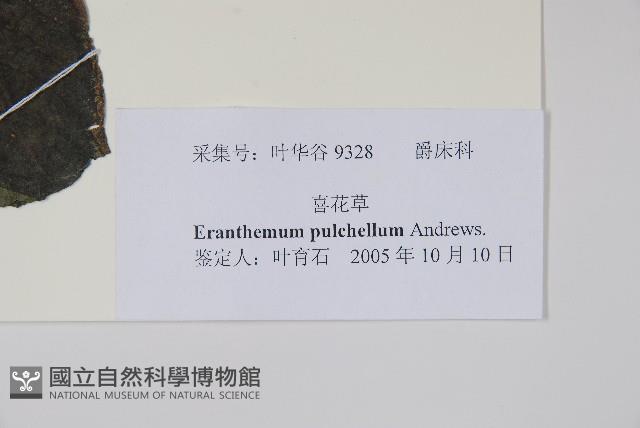 采集号：叶华谷 9328 爵床科
喜花草
Eranthemum pulchellum Andrews.
鉴定人：叶育石 2005 年 10 月 10 日
國立自然科學博物館
NATIONAL MUSEUM OF NATURAL SCIENCE